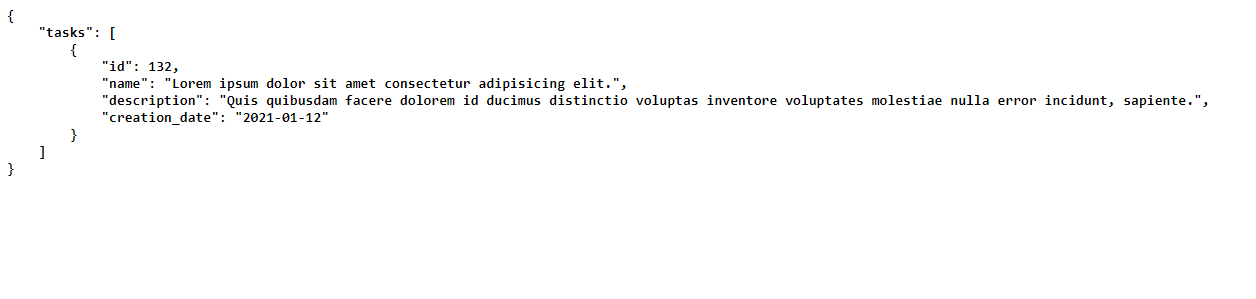 {
    "tasks": [
        {
            "id": 132,
            "name": "Lorem ipsum dolor sit amet consectetur adipisicing elit.",
            "description": "Quis quibusdam facere dolorem id ducimus distinctio voluptas inventore voluptates molestiae nulla error incidunt, sapiente.",
            "creation_date": "2021-01-12"
        }
    ]
}